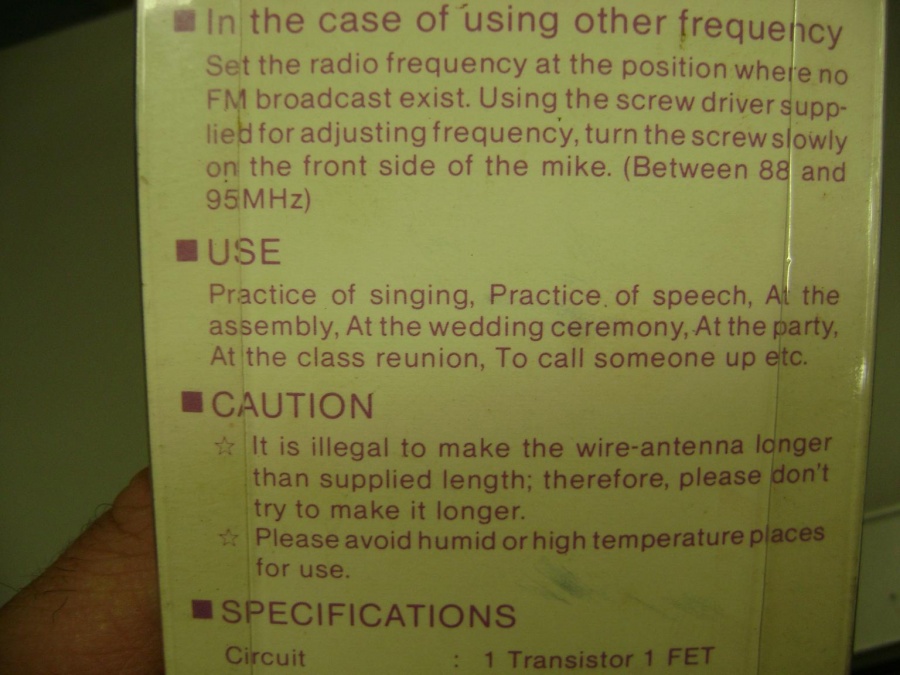 ■ In the case of using other frequency
Set the radio frequency at the position where no
FM broadcast exist. Using the screw driver supp-
lied for adjusting frequency, turn the screw slowly
on the front side of the mike. (Between 88 and
95MHz)
■ USE
Practice of singing, Practice of speech, At the
assembly, At the wedding ceremony, At the party,
At the class reunion, To call someone up etc.
■ CAUTION
☆ It is illegal to make the wire-antenna longer
than supplied length; therefore, please don't
try to make it longer.
☆ Please avoid humid or high temperature places
for use.
■ SPECIFICATIONS
Circuit : 1 Transistor 1 FET